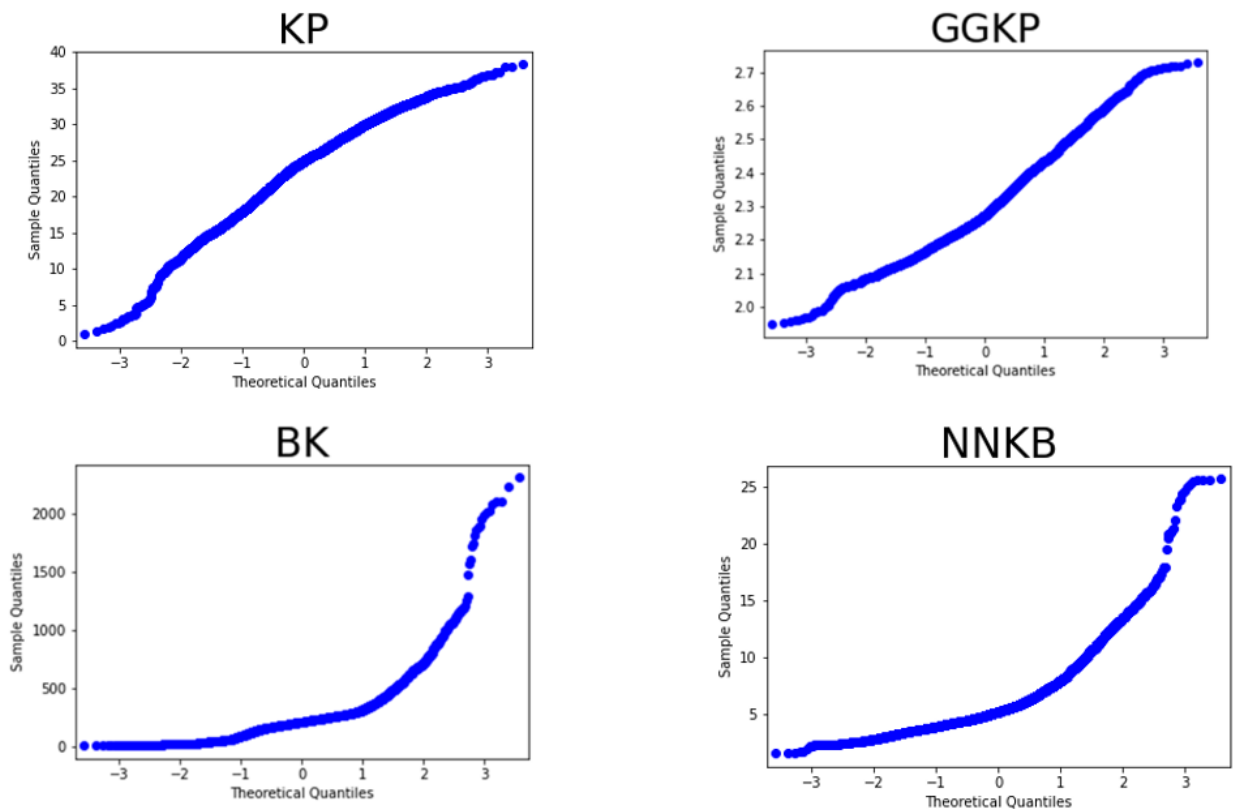 KP
40
35
30
25
20
15
10
5
0
Sample Quantiles
−3 −2 −1 0 1 2 3
Theoretical Quantiles
GGKP
2.7
2.6
2.5
2.4
2.3
2.2
2.1
2.0
Sample Quantiles
−3 −2 −1 0 1 2 3
Theoretical Quantiles
BK
2000
1500
1000
500
0
Sample Quantiles
−3 −2 −1 0 1 2 3
Theoretical Quantiles
NNKB
25
20
15
10
5
Sample Quantiles
−3 −2 −1 0 1 2 3
Theoretical Quantiles